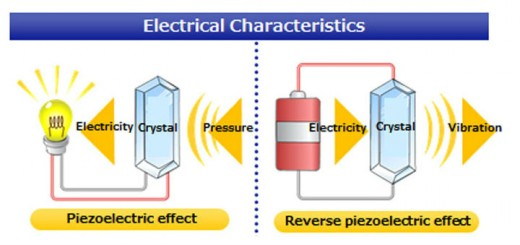 Electrical Characteristics
Electricity Crystal Pressure
Piezoelectric effect
Electricity Crystal Vibration
Reverse piezoelectric effect